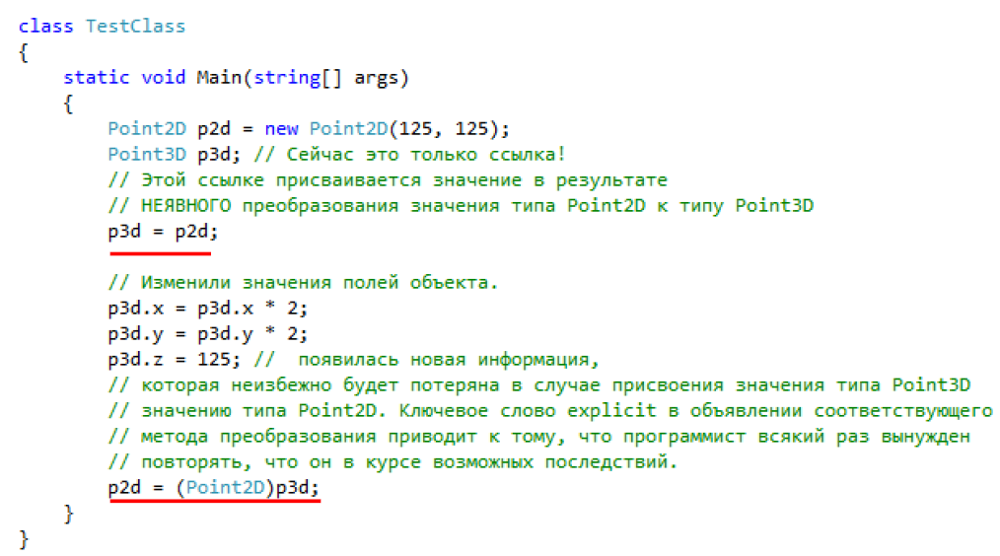 class TestClass
{
static void Main(string[] args)
{
Point2D p2d = new Point2D(125, 125);
Point3D p3d; // Сейчас это только ссылка!
// Этой ссылке присваивается значение в результате
// НЕЯВНОГО преобразования значения типа Point2D к типу Point3D
p3d = p2d;
// Изменили значения полей объекта.
p3d.x = p3d.x * 2;
p3d.y = p3d.y * 2;
p3d.z = 125; //  появилась новая информация,
// которая неизбежно будет потеряна в случае присвоения значения типа Point3D
// значению типа Point2D. Ключевое слово explicit в объявлении соответствующего
// метода преобразования приводит к тому, что программист всякий раз вынужден
// повторять, что он в курсе возможных последствий.
p2d = (Point2D)p3d;
}
}